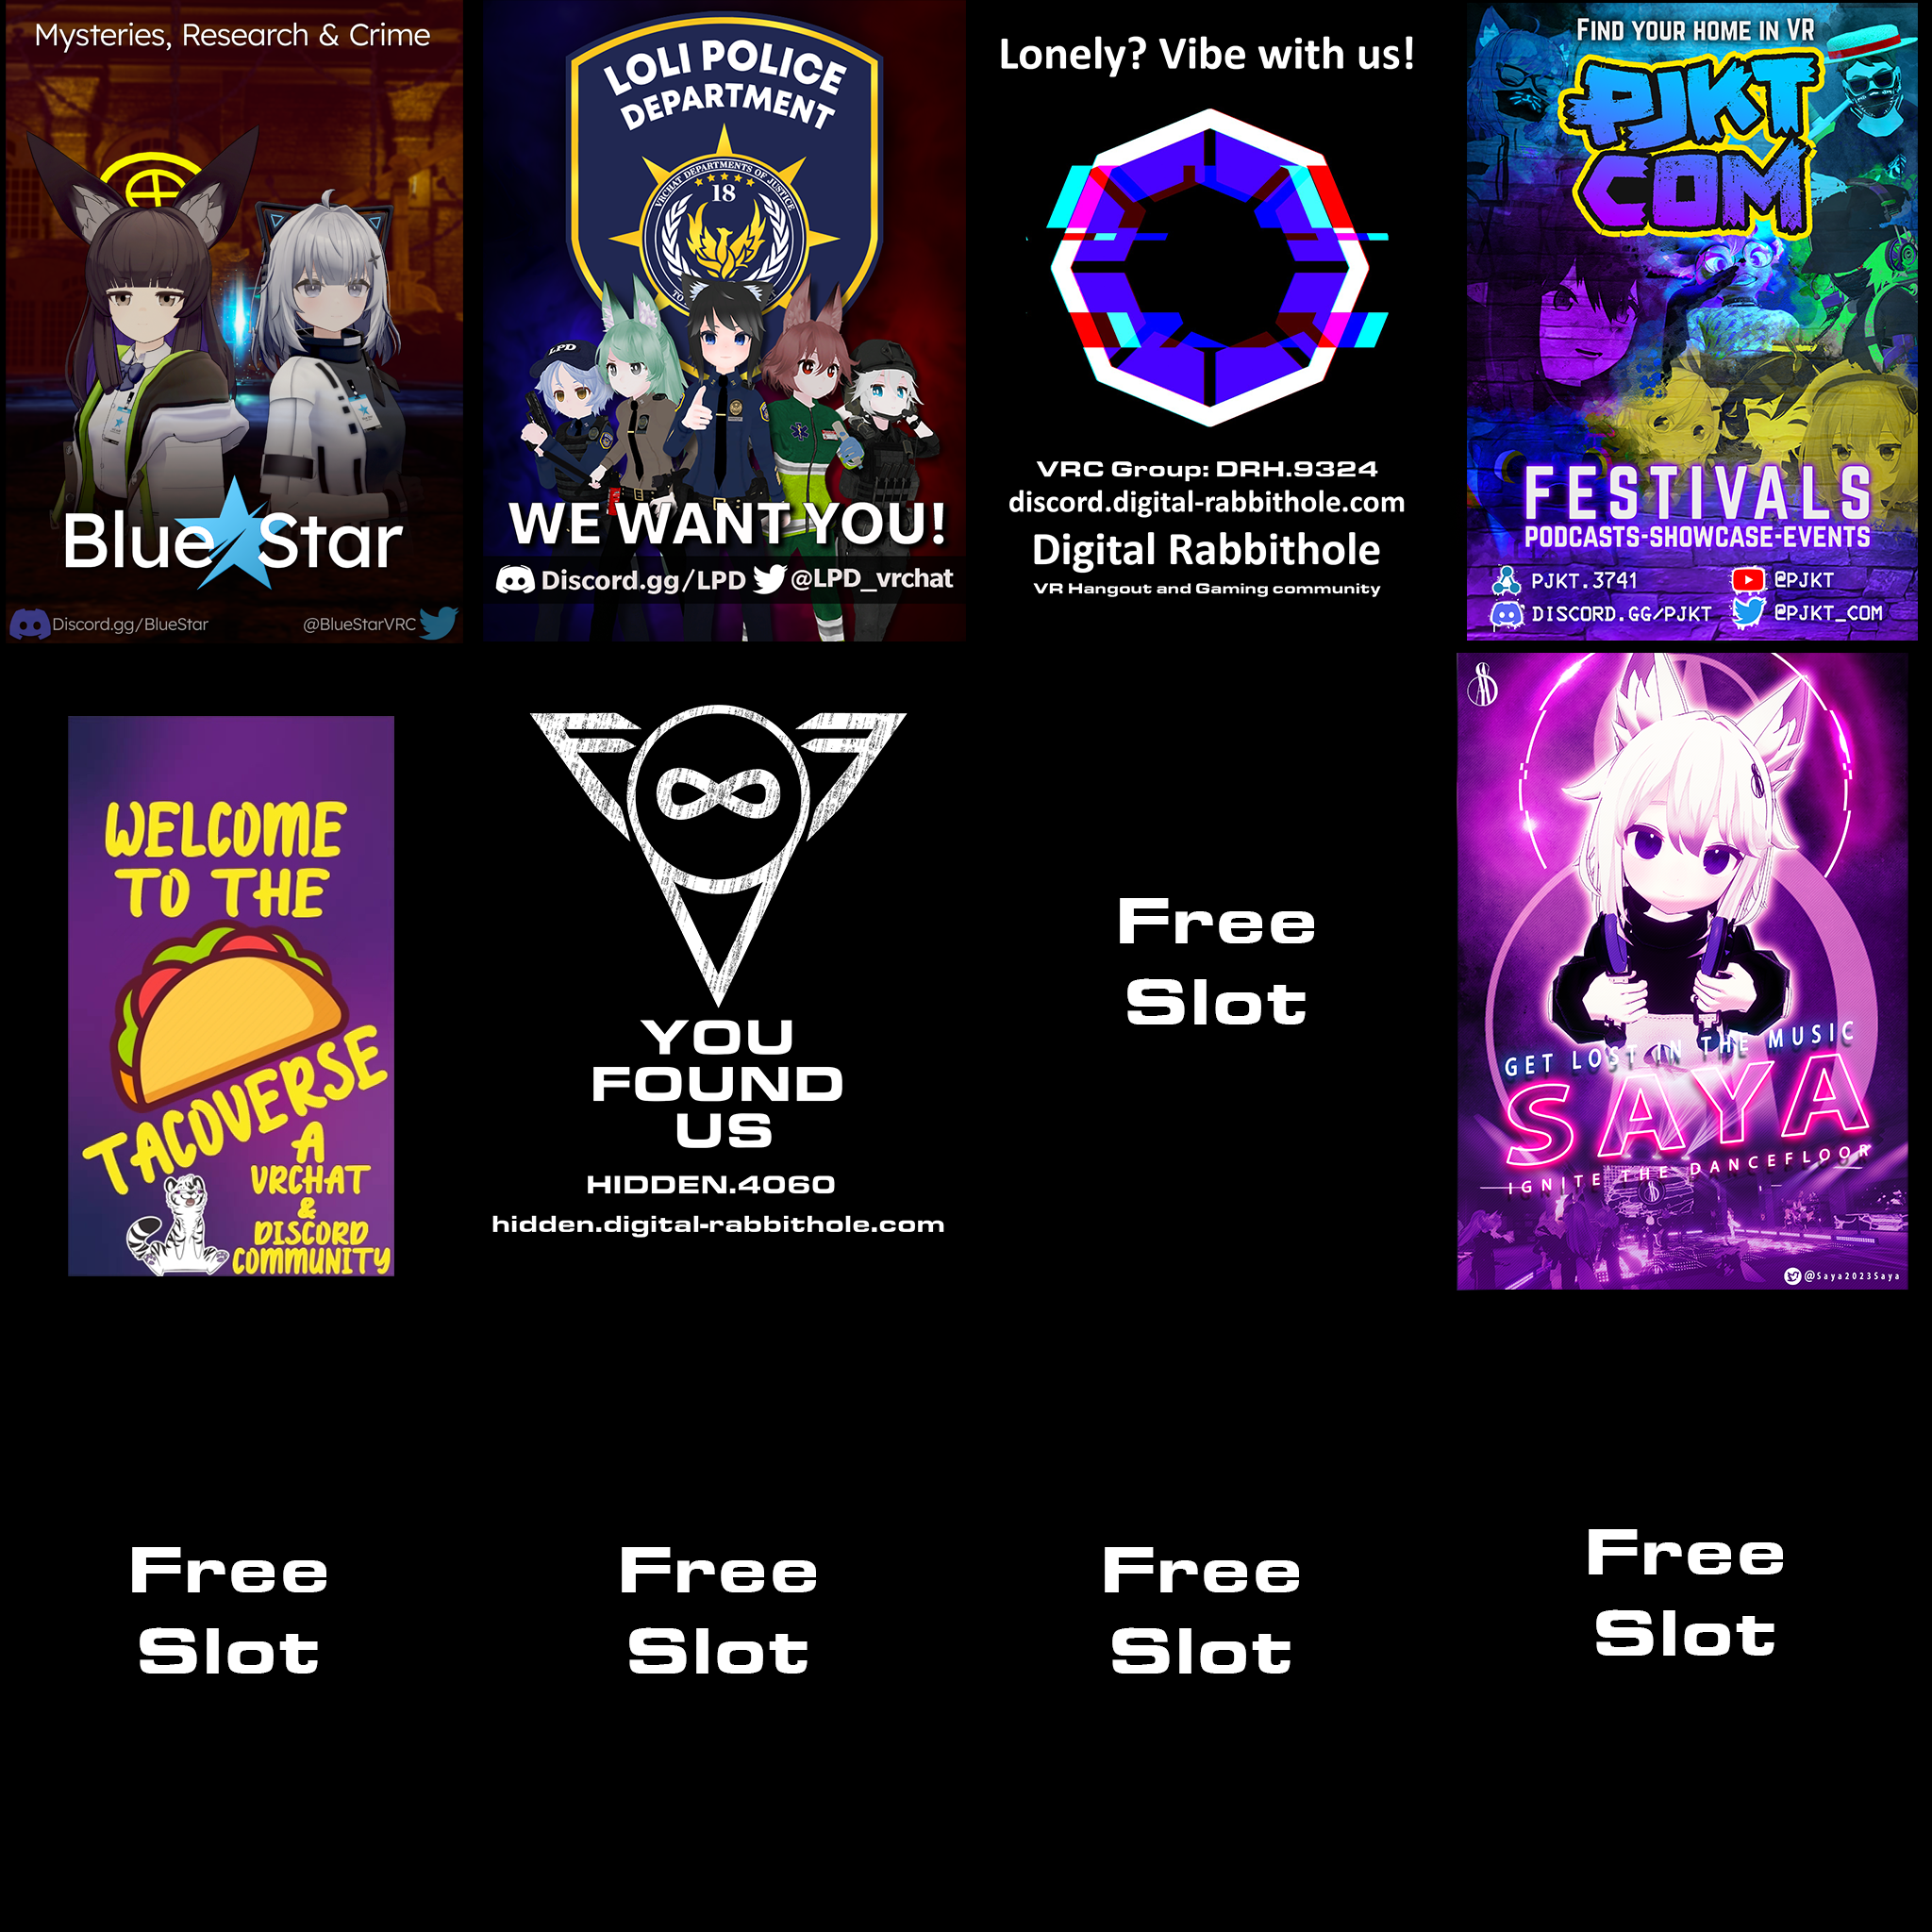 Mysteries, Research & Crime
Blue Star
Discord.gg/BlueStar
@BlueStarVRC
LOLI POLICE
DEPARTMENT
VRCHAT DEPARTMENTS OF JUSTICE
18
TO
LPD
WE WANT YOU!
Discord.gg/LPD @LPD_vrchat
Lonely? Vibe with us!
VRC Group: DRH.9324
discord.digital-rabbithole.com
Digital Rabbithole
VR Hangout and Gaming community
FIND YOUR HOME IN VR
PJKT
COM
FESTIVALS
PODCASTS-SHOWCASE-EVENTS
PJKT.3741 @PJKT
DISCORD.GG/PJKT @PJKT_COM
WELCOME
TO THE
TACOVERSE
A
VRCHAT
&
DISCORD
COMMUNITY
YOU
FOUND
US
HIDDEN.4060
hidden.digital-rabbithole.com
Free
Slot
GET LOST IN THE MUSIC
SAYA
IGNITE THE DANCEFLOOR
@Saya2023Saya
Free
Slot
Free
Slot
Free
Slot
Free
Slot